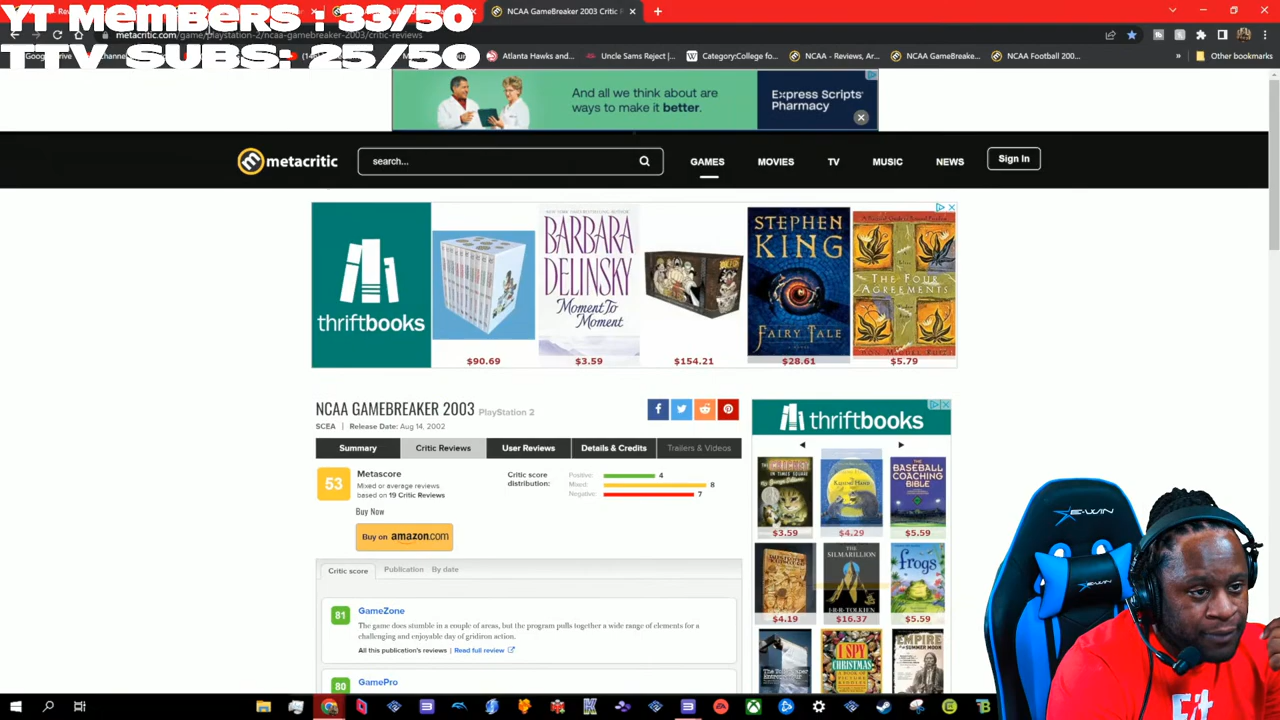 YT MEMBERS : 33/50
TTV SUBS: 25/50
NCAA GameBreaker 2003 Critic R
metacritic.com/game/playstation-2/ncaa-gamebreaker-2003/critic-reviews
Atlanta Hawks and...
Uncle Sams Reject |...
Category:College fo...
NCAA - Reviews, Ar...
NCAA GameBreake...
NCAA Football 200...
Other bookmarks
And all we think about are
ways to make it better.
EXPRESS SCRIPTS®
PHARMACY
metacritic
search...
GAMES
MOVIES
TV
MUSIC
NEWS
Sign In
thriftbooks
$90.69
BARBARA
DELINSKY
Moment To
Moment
$3.59
$154.21
STEPHEN
KING
FAIRY TALE
$28.61
THE FOUR
AGREEMENTS
$5.79
NCAA GAMEBREAKER 2003 PlayStation 2
SCEA | Release Date: Aug 14, 2002
Summary
Critic Reviews
User Reviews
Details & Credits
Trailers & Videos
53
Metascore
Mixed or average reviews
based on 19 Critic Reviews
Critic score
distribution:
Positive: 4
Mixed: 8
Negative: 7
Buy Now
Buy on amazon.com
Critic score
Publication
By date
81
GameZone
The game does stumble in a couple of areas, but the program pulls together a wide range of elements for a
challenging and enjoyable day of gridiron action.
All this publication's reviews | Read full review
80
GamePro
thriftbooks
THE CRICKET
IN TIMES SQUARE
$3.59
$4.29
THE
BASEBALL
COACHING
BIBLE
$5.59
$4.19
THE
SILMARILLION
J·R·R·TOLKIEN
$16.37
frogs
$5.59
I SPY
CHRISTMAS
EMPIRE
OF THE
SUMMER MOON
E-WIN
E-WIN